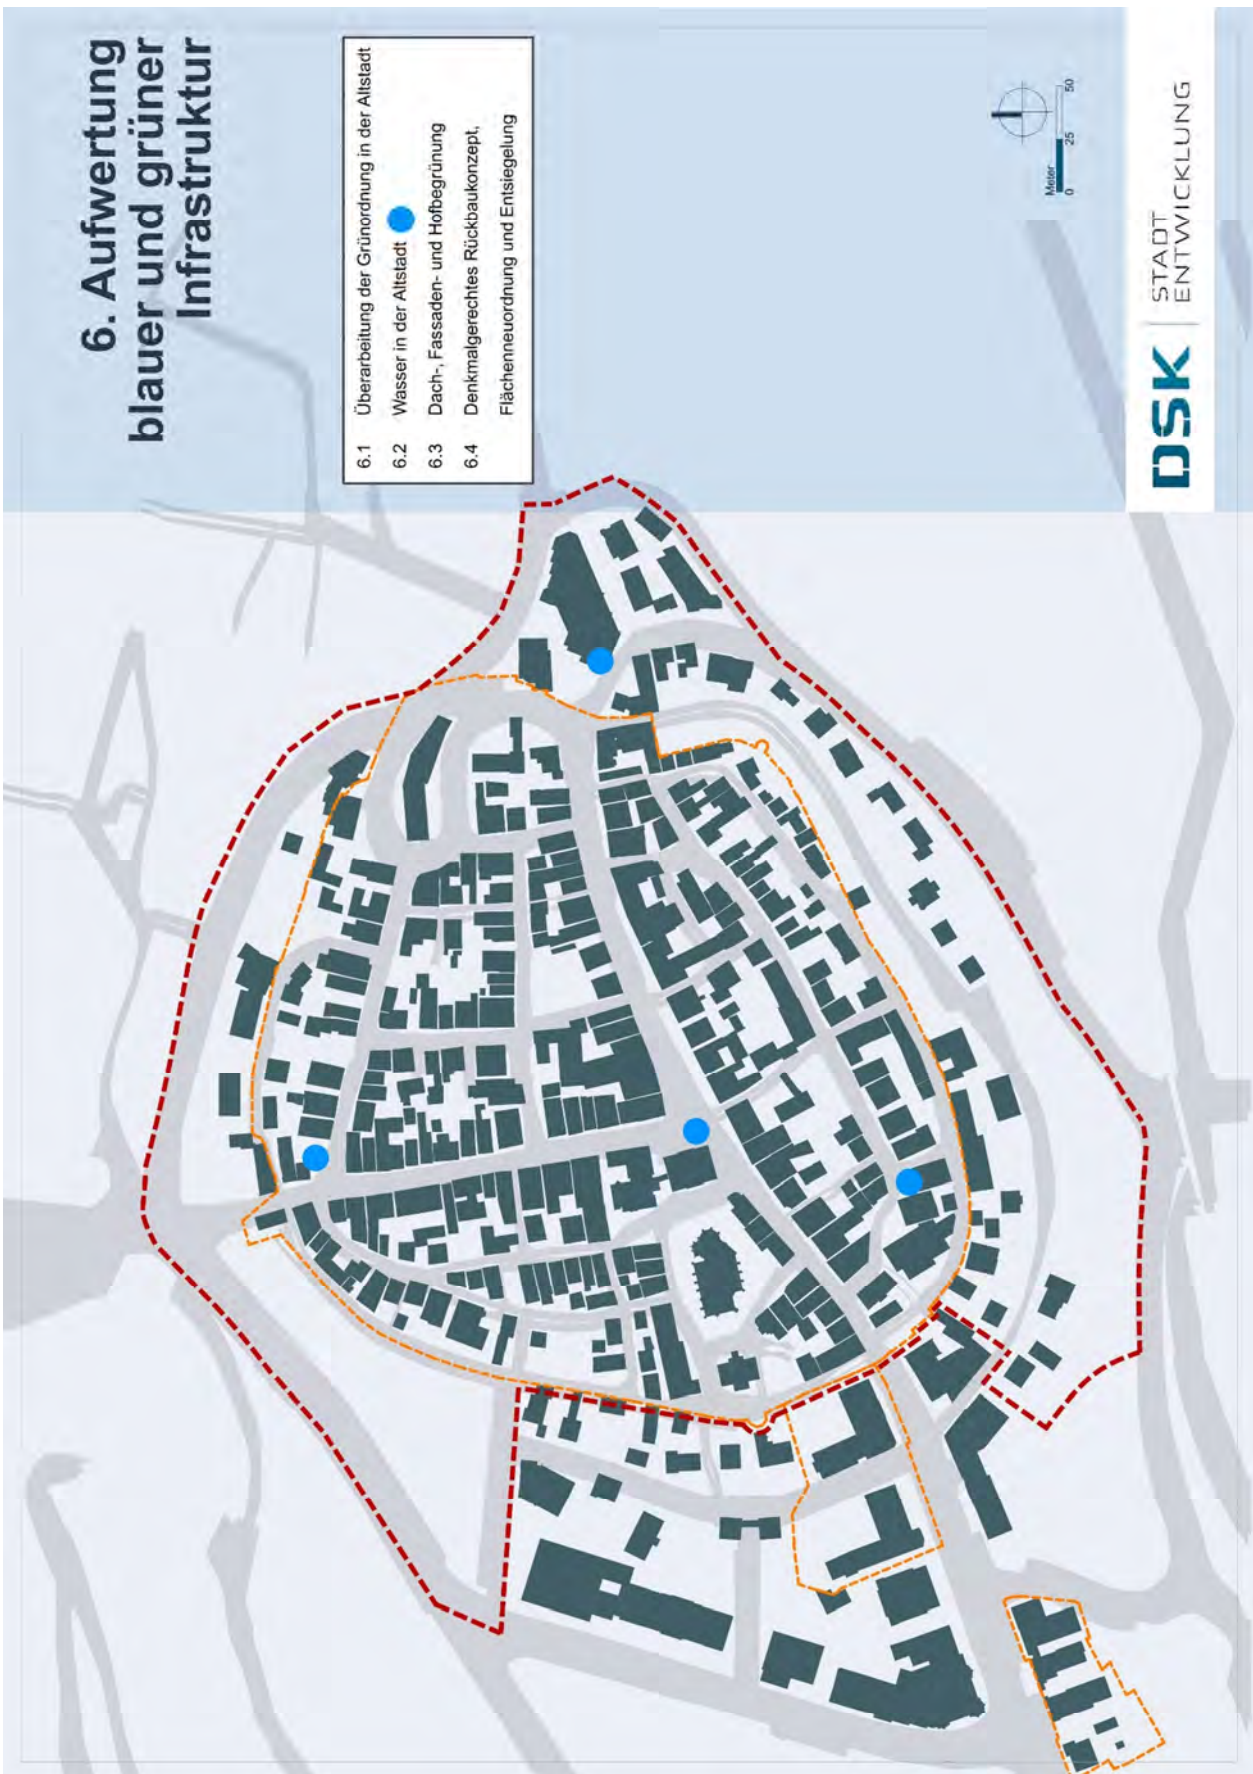 6. Aufwertung
blauer und grüner
Infrastruktur
6.1 Überarbeitung der Grünordnung in der Altstadt
6.2 Wasser in der Altstadt
6.3 Dach-, Fassaden- und Hofbegrünung
6.4 Denkmalgerechtes Rückbaukonzept,
Flächenneuordnung und Entsiegelung
Meter
0 25 50
DSK
STADT
ENTWICKLUNG